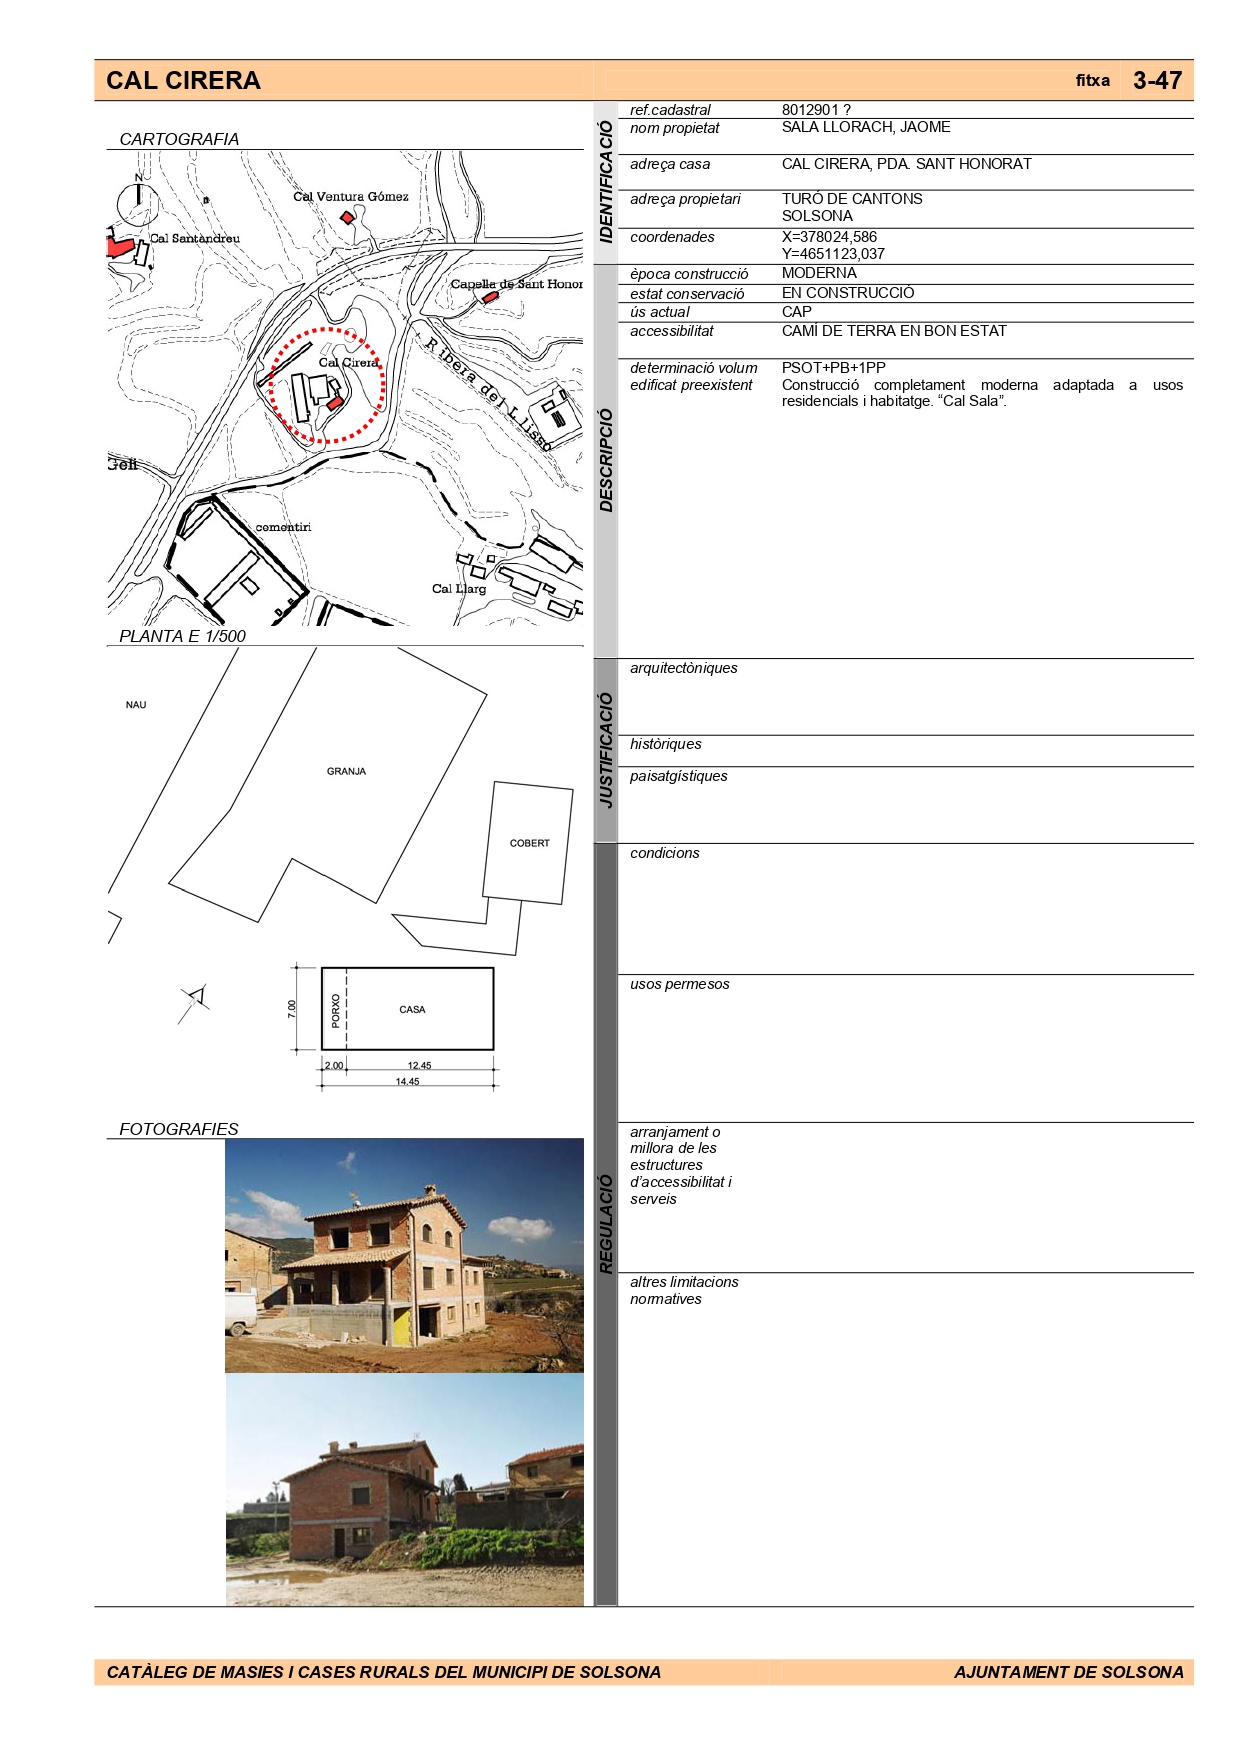 CAL CIRERA
fitxa 3-47
CARTOGRAFIA
N
Cal Ventura Gómez
Cal Santandreu
Capella de Sant Honor
Cal Cirera
Ribera del Llisso
Geli
cementiri
Cal Llarg
PLANTA E 1/500
NAU
GRANJA
COBERT
PORXO
CASA
7.00
2.00
12.45
14.45
FOTOGRAFIES
IDENTIFICACIÓ
ref.cadastral 8012901 ?
nom propietat SALA LLORACH, JAOME
adreça casa CAL CIRERA, PDA. SANT HONORAT
adreça propietari TURÓ DE CANTONS
SOLSONA
coordenades X=378024,586
Y=4651123,037
DESCRIPCIÓ
època construcció MODERNA
estat conservació EN CONSTRUCCIÓ
ús actual CAP
accessibilitat CAMÍ DE TERRA EN BON ESTAT
determinació volum PSOT+PB+1PP
edificat preexistent Construcció completament moderna adaptada a usos
residencials i habitatge. “Cal Sala”.
JUSTIFICACIÓ
arquitectòniques
històriques
paisatgístiques
REGULACIÓ
condicions
usos permesos
arranjament o
millora de les
estructures
d’accessibilitat i
serveis
altres limitacions
normatives
CATÀLEG DE MASIES I CASES RURALS DEL MUNICIPI DE SOLSONA
AJUNTAMENT DE SOLSONA